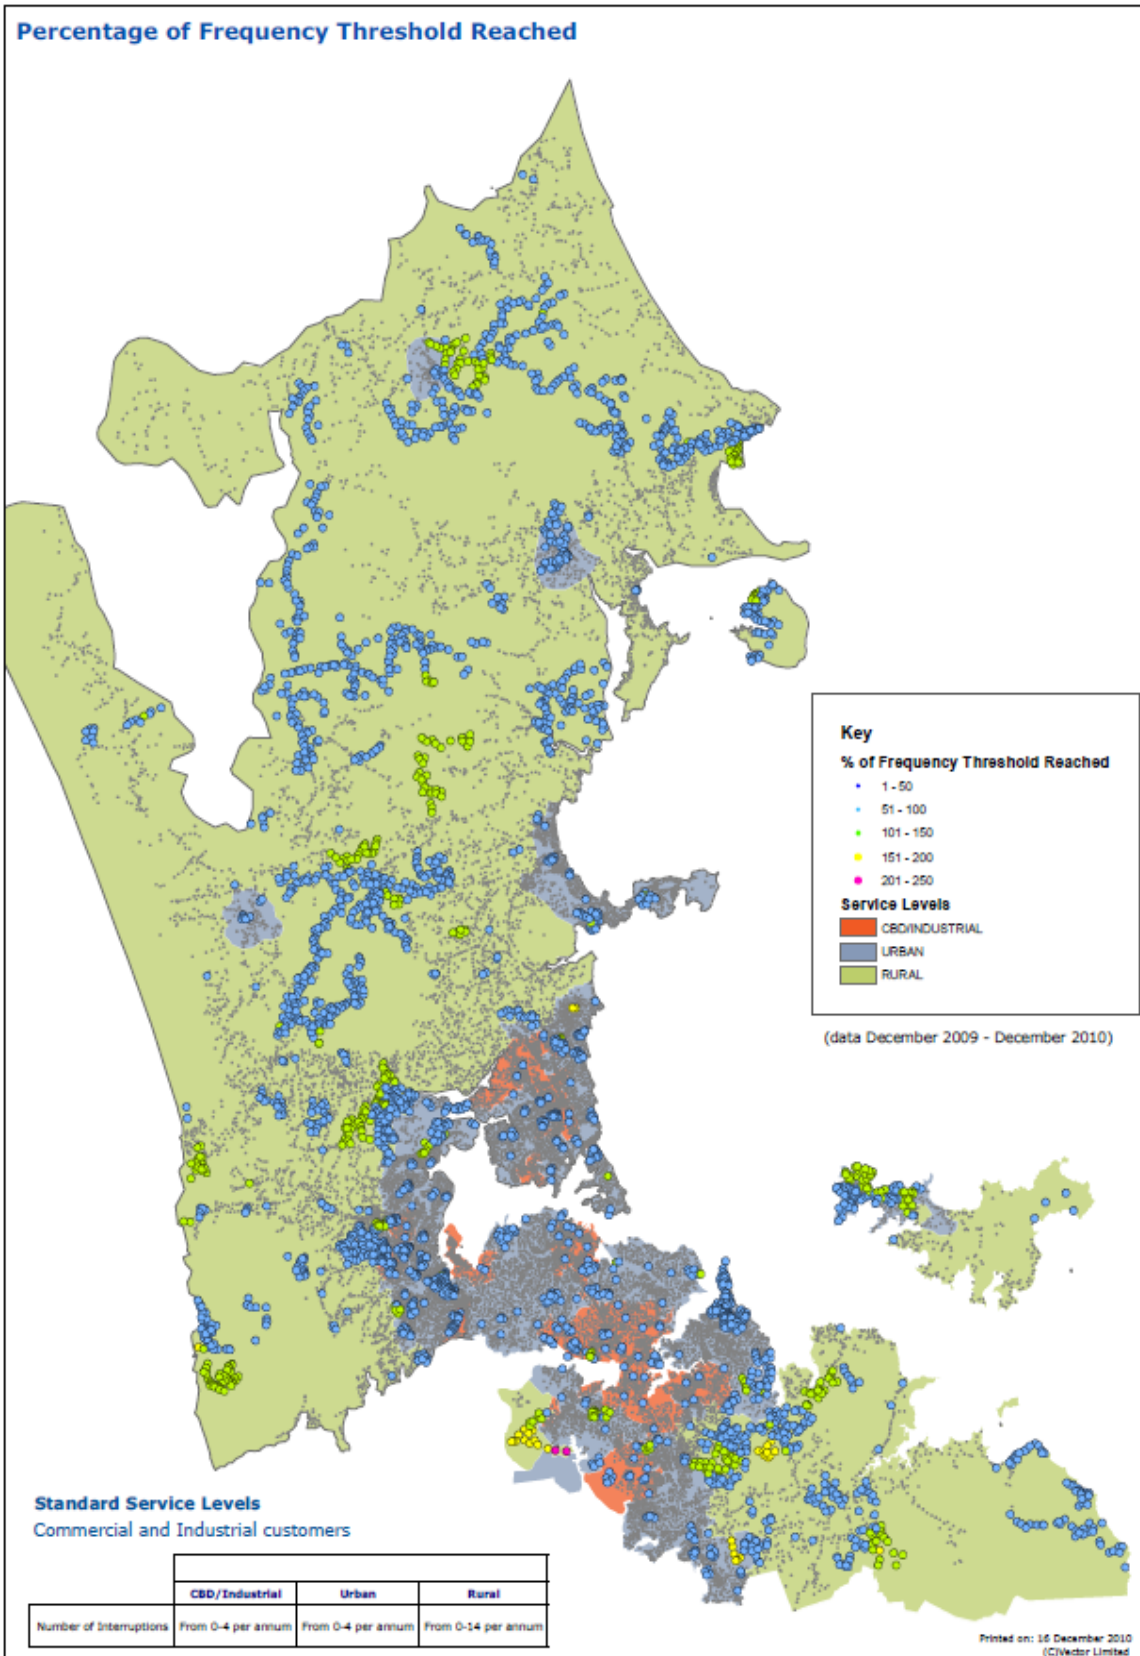 Percentage of Frequency Threshold Reached
Key
% of Frequency Threshold Reached
1 - 50
51 - 100
101 - 150
151 - 200
201 - 250
Service Levels
CBD/INDUSTRIAL
URBAN
RURAL
(data December 2009 - December 2010)
Standard Service Levels
Commercial and Industrial customers
CBD/Industrial Urban Rural
Number of Interruptions From 0-4 per annum From 0-4 per annum From 0-14 per annum
Printed on: 16 December 2010
(C)Vector Limited